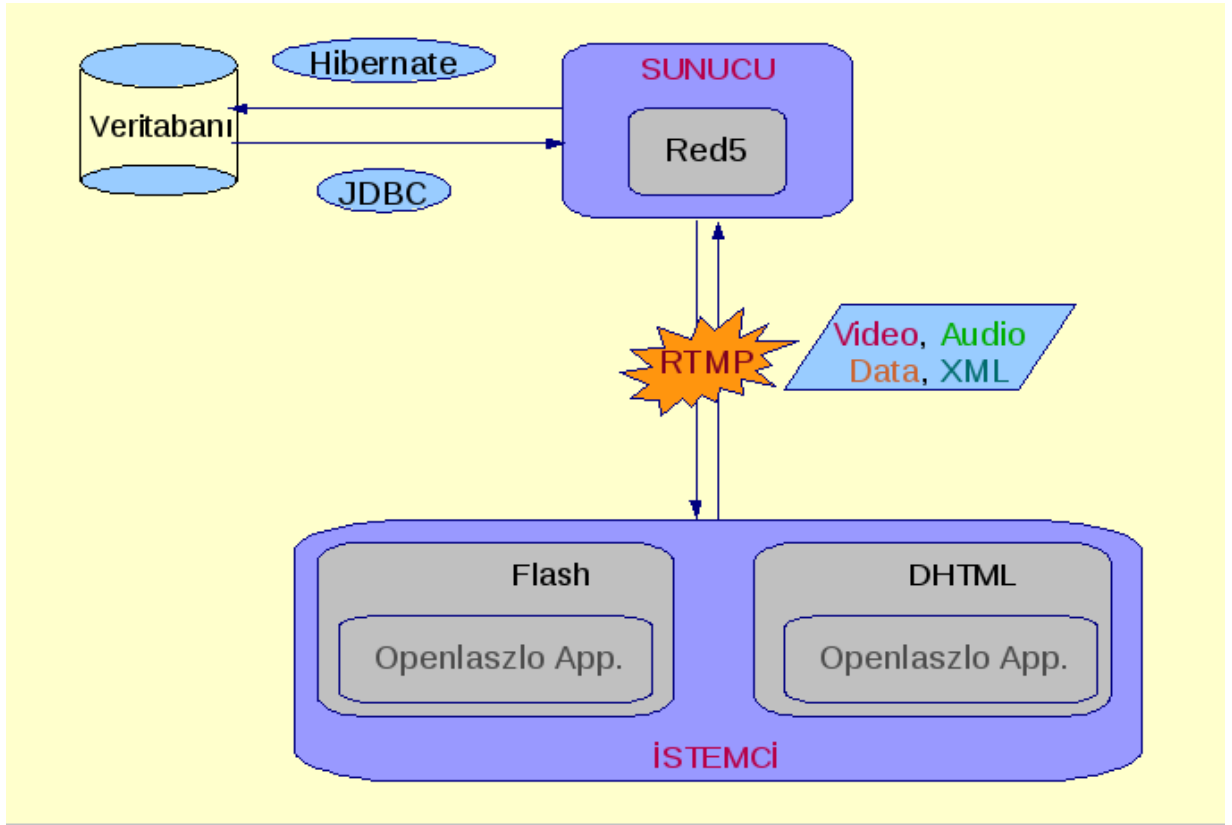 Hibernate
Veritabanı
JDBC
SUNUCU
Red5
RTMP
Video, Audio
Data, XML
Flash
Openlaszlo App.
DHTML
Openlaszlo App.
İSTEMCİ